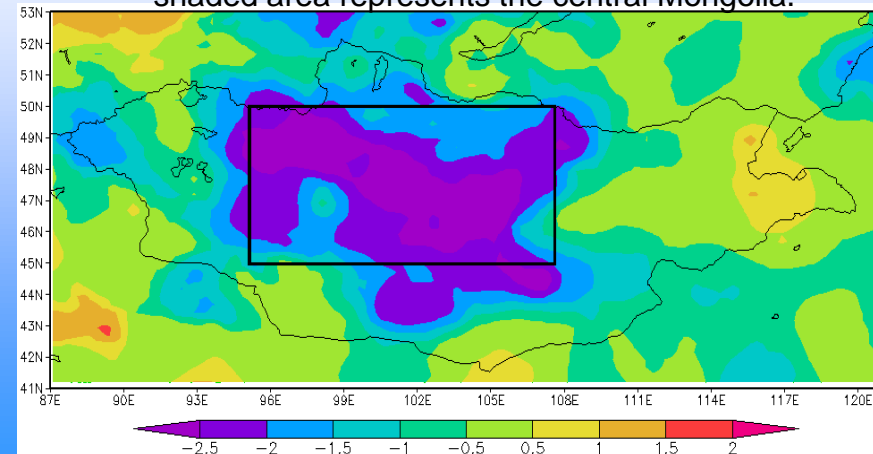 shaded area represents the central Mongolia.
53N
52N
51N
50N
49N
48N
47N
46N
45N
44N
43N
42N
41N
87E 90E 93E 96E 99E 102E 105E 108E 111E 114E 117E 120E
−2.5 −2 −1.5 −1 −0.5 0.5 1 1.5 2